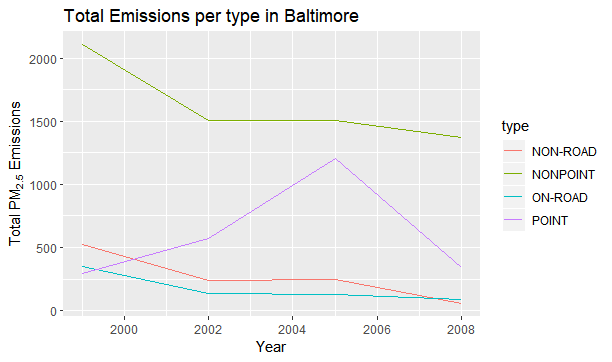 Total Emissions per type in Baltimore
Total PM2.5 Emissions
2000
1500
1000
500
0
2000
2002
2004
2006
2008
Year
type
NON-ROAD
NONPOINT
ON-ROAD
POINT